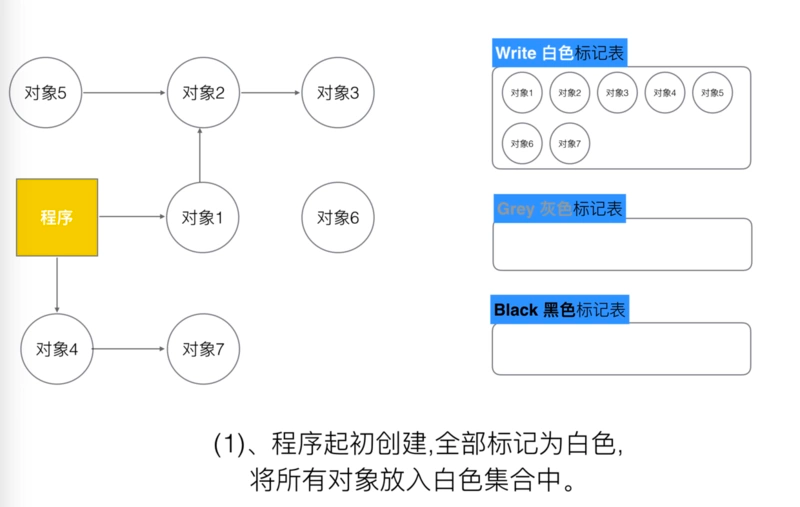 对象5
对象2
对象3
程序
对象1
对象6
对象4
对象7
Write 白色标记表
对象1 对象2 对象3 对象4 对象5
对象6 对象7
Grey 灰色标记表
Black 黑色标记表
(1)、程序起初创建,全部标记为白色,
将所有对象放入白色集合中。